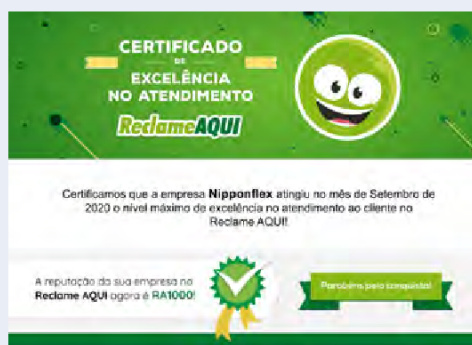 CERTIFICADO
DE
EXCELÊNCIA
NO ATENDIMENTO
ReclameAQUI
Certificamos que a empresa Nipponflex atingiu no mês de Setembro de
2020 o nível máximo de excelência no atendimento ao cliente no
Reclame AQUI!
A reputação da sua empresa no
Reclame AQUI agora é RA1000!
Parabéns pela conquista!